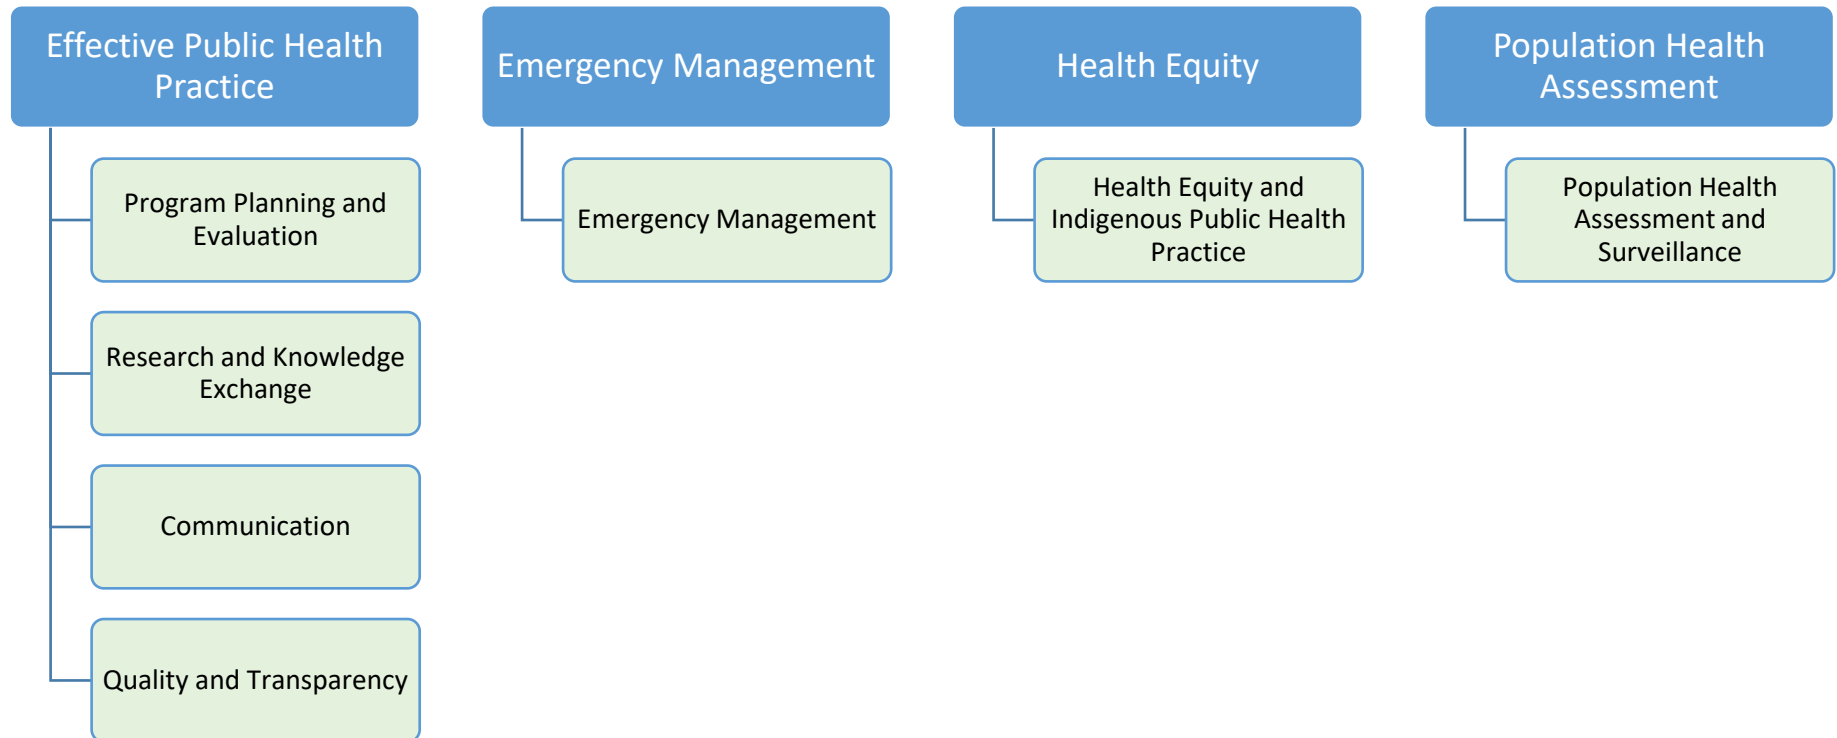 Effective Public Health
Practice
Program Planning and
Evaluation
Research and Knowledge
Exchange
Communication
Quality and Transparency
Emergency Management
Emergency Management
Health Equity
Health Equity and
Indigenous Public Health
Practice
Population Health
Assessment
Population Health
Assessment and
Surveillance